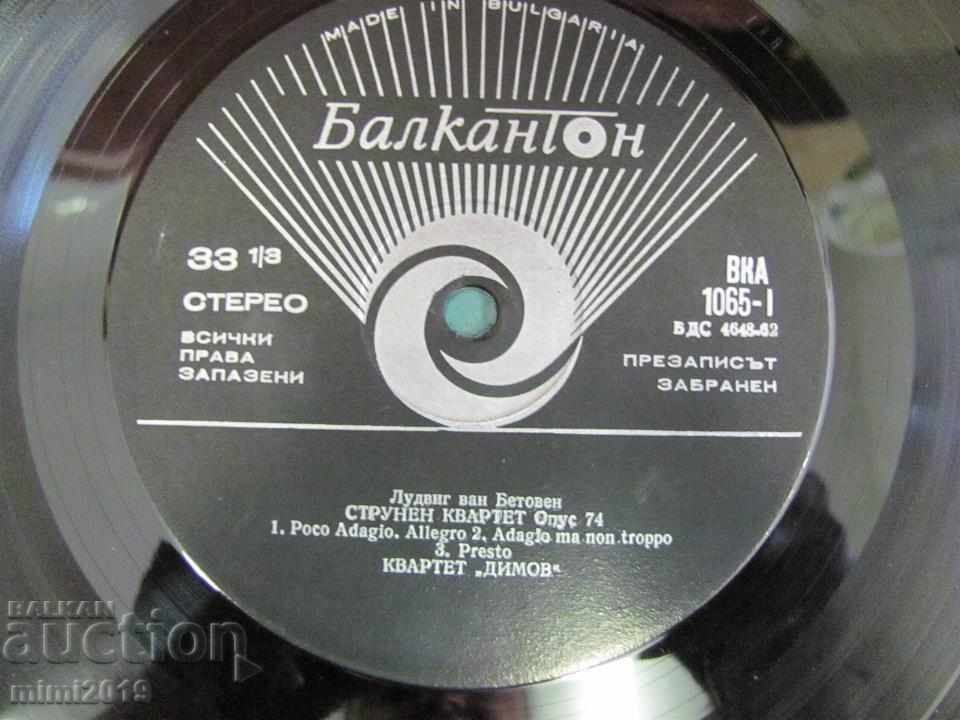 MADE IN BULGARIA
Балкантон
33 1/3
СТЕРЕО
ВСИЧКИ
ПРАВА
ЗАПАЗЕНИ
ВКА
1065-I
БДС 4648-62
ПРЕЗАПИСЪТ
ЗАБРАНЕН
Лудвиг ван Бетовен
СТРУНЕН КВАРТЕТ Опус 74
1. Poco Adagio. Allegro 2. Adagio ma non troppo
3. Presto
КВАРТЕТ „ДИМОВ“
BALKAN
auction
mimi2019